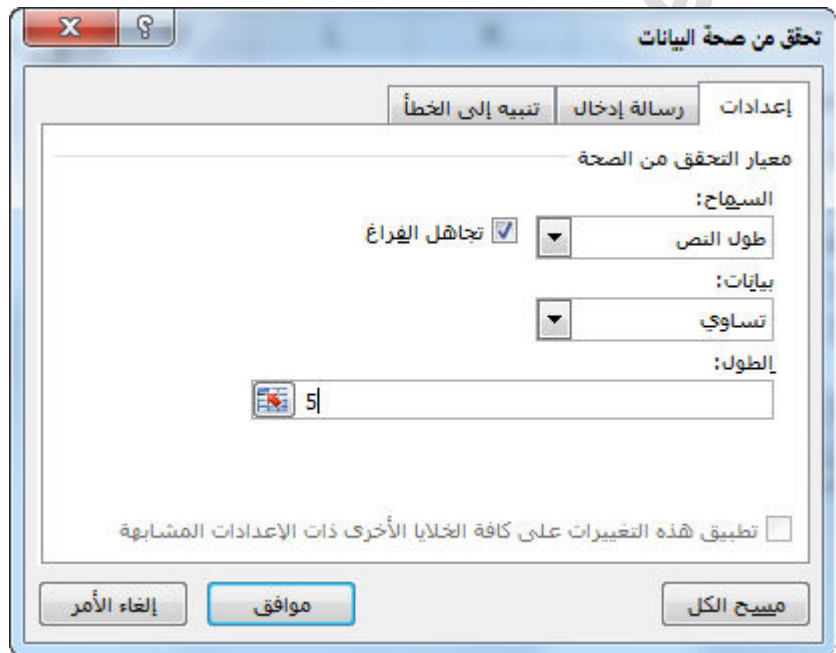 تحقق من صحة البيانات
إعدادات رسالة إدخال تنبيه إلى الخطأ
معيار التحقق من الصحة
السماح:
طول النص تجاهل الفراغ
بيانات:
تساوي
الطول:
5
تطبيق هذه التغييرات على كافة الخلايا الأخرى ذات الإعدادات المشابهة
مسح الكل موافق إلغاء الأمر